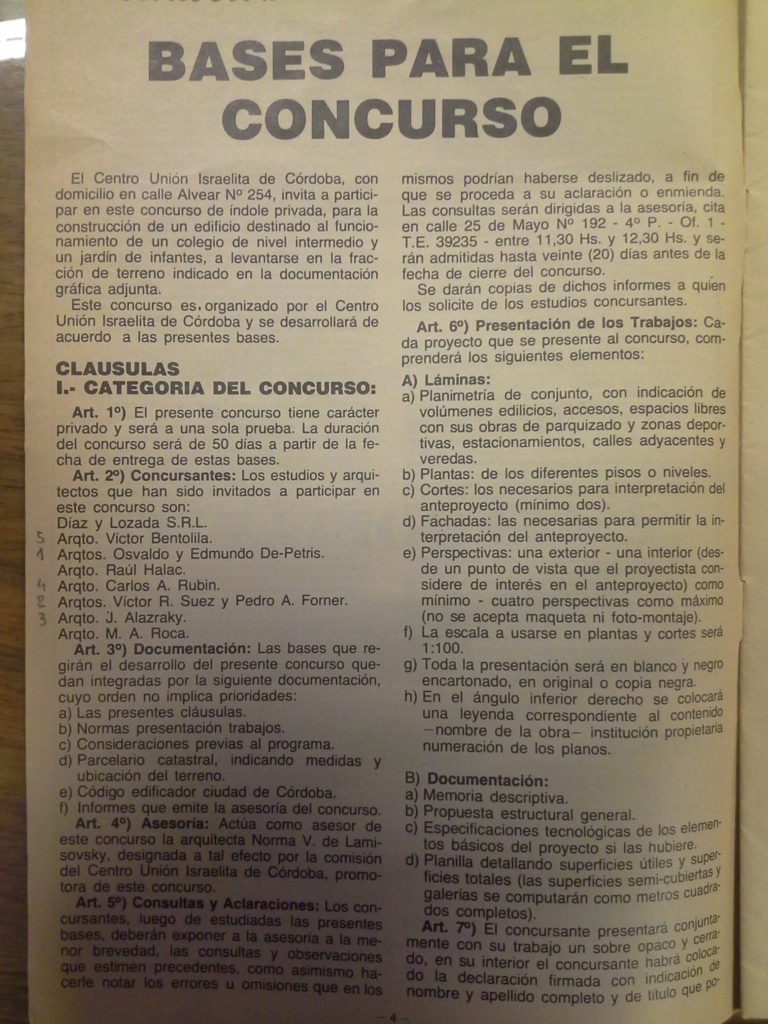 BASES PARA EL
CONCURSO
El Centro Unión Israelita de Córdoba, con
domicilio en calle Alvear Nº 254, invita a partici-
par en este concurso de índole privada, para la
construcción de un edificio destinado al funcio-
namiento de un colegio de nivel intermedio y
un jardín de infantes, a levantarse en la frac-
ción de terreno indicado en la documentación
gráfica adjunta.
Este concurso es organizado por el Centro
Unión Israelita de Córdoba y se desarrollará de
acuerdo a las presentes bases.
CLAUSULAS
I.- CATEGORIA DEL CONCURSO:
Art. 1º) El presente concurso tiene carácter
privado y será a una sola prueba. La duración
del concurso será de 50 días a partir de la fe-
cha de entrega de estas bases.
Art. 2º) Concursantes: Los estudios y arqui-
tectos que han sido invitados a participar en
este concurso son:
Díaz y Lozada S.R.L.
5 Arqto. Víctor Bentolila.
1 Arqtos. Osvaldo y Edmundo De-Petris.
Arqto. Raúl Halac.
4 Arqto. Carlos A. Rubin.
2 Arqtos. Victor R. Suez y Pedro A. Forner.
3 Arqto. J. Alazraky.
Arqto. M. A. Roca.
Art. 3º) Documentación: Las bases que re-
girán el desarrollo del presente concurso que-
dan integradas por la siguiente documentación,
cuyo orden no implica prioridades:
a) Las presentes cláusulas.
b) Normas presentación trabajos.
c) Consideraciones previas al programa.
d) Parcelario catastral, indicando medidas y
ubicación del terreno.
e) Código edificador ciudad de Córdoba.
f) Informes que emite la asesoría del concurso.
Art. 4º) Asesoría: Actúa como asesor de
este concurso la arquitecta Norma V. de Lami-
sovsky, designada a tal efecto por la comisión
del Centro Unión Israelita de Córdoba, promo-
tora de este concurso.
Art. 5º) Consultas y Aclaraciones: Los con-
cursantes, luego de estudiadas las presentes
bases, deberán exponer a la asesoría a la me-
nor brevedad, las consultas y observaciones
que estimen precedentes, como asimismo ha-
cerle notar los errores u omisiones que en los
mismos podrían haberse deslizado, a fin de
que se proceda a su aclaración o enmienda.
Las consultas serán dirigidas a la asesoría, cita
en calle 25 de Mayo Nº 192 - 4º P. - Of. 1 -
T.E. 39235 - entre 11,30 Hs. y 12,30 Hs. y se-
rán admitidas hasta veinte (20) días antes de la
fecha de cierre del concurso.
Se darán copias de dichos informes a quien
los solicite de los estudios concursantes.
Art. 6º) Presentación de los Trabajos: Ca-
da proyecto que se presente al concurso, com-
prenderá los siguientes elementos:
A) Láminas:
a) Planimetría de conjunto, con indicación de
volúmenes edilicios, accesos, espacios libres
con sus obras de parquizado y zonas depor-
tivas, estacionamientos, calles adyacentes y
veredas.
b) Plantas: de los diferentes pisos o niveles.
c) Cortes: los necesarios para interpretación del
anteproyecto (mínimo dos).
d) Fachadas: las necesarias para permitir la in-
terpretación del anteproyecto.
e) Perspectivas: una exterior - una interior (des-
de un punto de vista que el proyectista con-
sidere de interés en el anteproyecto) como
mínimo - cuatro perspectivas como máximo
(no se acepta maqueta ni foto-montaje).
f) La escala a usarse en plantas y cortes será
1:100.
g) Toda la presentación será en blanco y negro
encartonado, en original o copia negra.
h) En el ángulo inferior derecho se colocará
una leyenda correspondiente al contenido
—nombre de la obra— institución propietaria
numeración de los planos.
B) Documentación:
a) Memoria descriptiva.
b) Propuesta estructural general.
c) Especificaciones tecnológicas de los elemen-
tos básicos del proyecto si las hubiere.
d) Planilla detallando superficies útiles y super-
ficies totales (las superficies semi-cubiertas y
galerías se computarán como metros cuadra-
dos completos).
Art. 7º) El concursante presentará conjunta-
mente con su trabajo un sobre opaco y cerra-
do, en su interior el concursante habrá coloca-
do la declaración firmada con indicación de
nombre y apellido completo y de título que po-
- 4 -